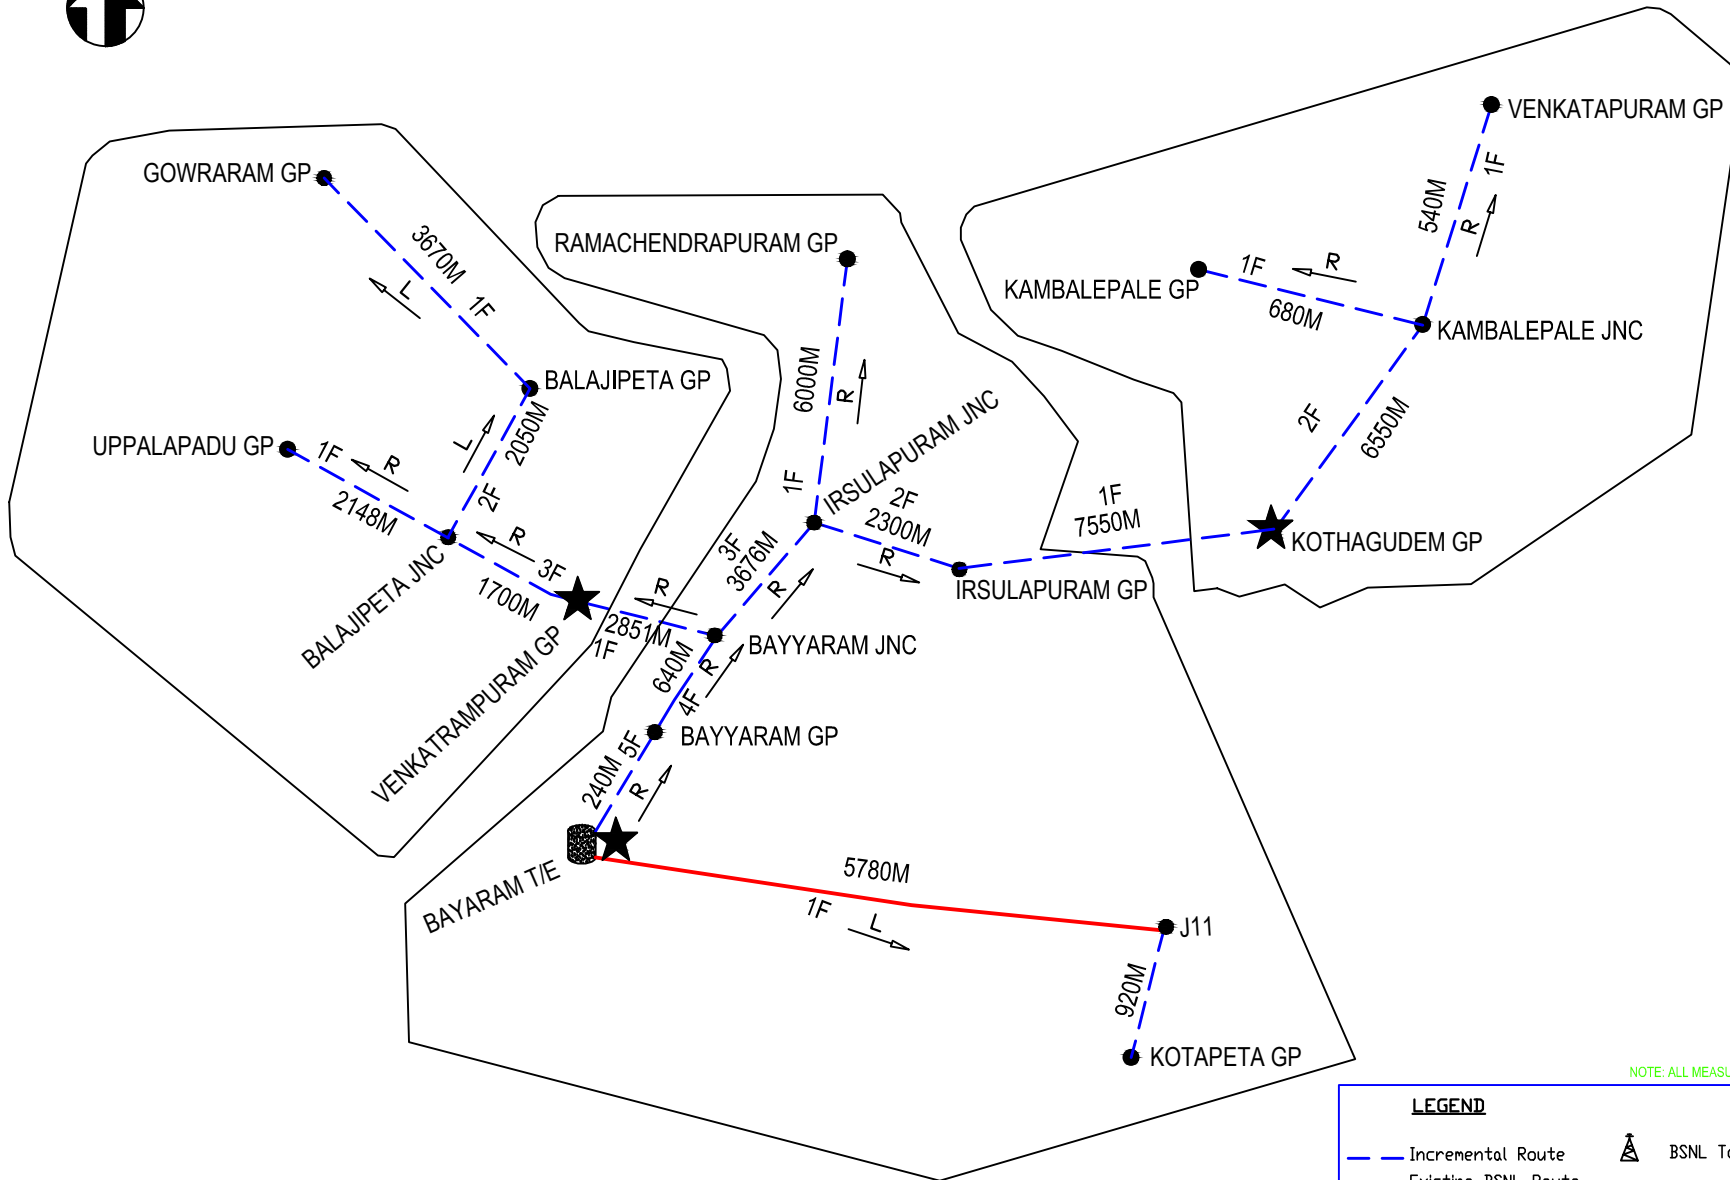 VENKATAPURAM GP
1F
540M
R
GOWRARAM GP
3670M
1F
L
RAMACHENDRAPURAM GP
6000M
R
1F
KAMBALEPALE GP
1F
R
680M
KAMBALEPALE JNC
2F
6550M
BALAJIPETA GP
2050M
L
2F
UPPALAPADU GP
1F
R
2148M
BALAJIPETA JNC
R
3F
1700M
IRSULAPURAM JNC
2F
2300M
R
1F
7550M
KOTHAGUDEM GP
IRSULAPURAM GP
3F
3676M
R
R
2851M
1F
VENKATRAMPURAM GP
BAYYARAM JNC
640M
R
4F
BAYYARAM GP
5F
240M
R
BAYARAM T/E
5780M
1F
L
J11
920M
KOTAPETA GP
LEGEND
Incremental Route
BSNL
NOTE: ALL